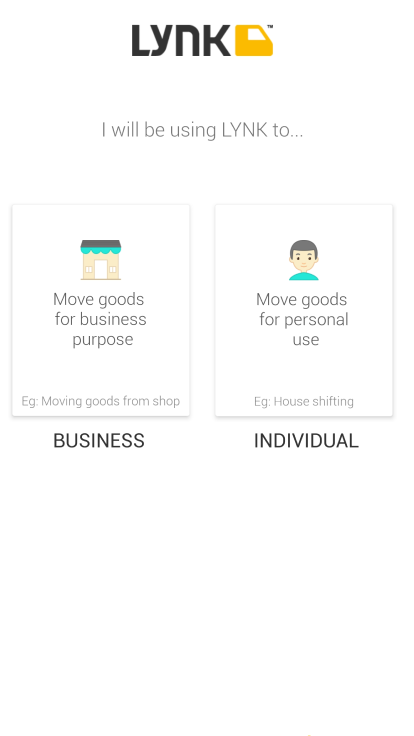 LYNK™
I will be using LYNK to...
Move goods
for business
purpose
Eg: Moving goods from shop
BUSINESS
Move goods
for personal
use
Eg: House shifting
INDIVIDUAL